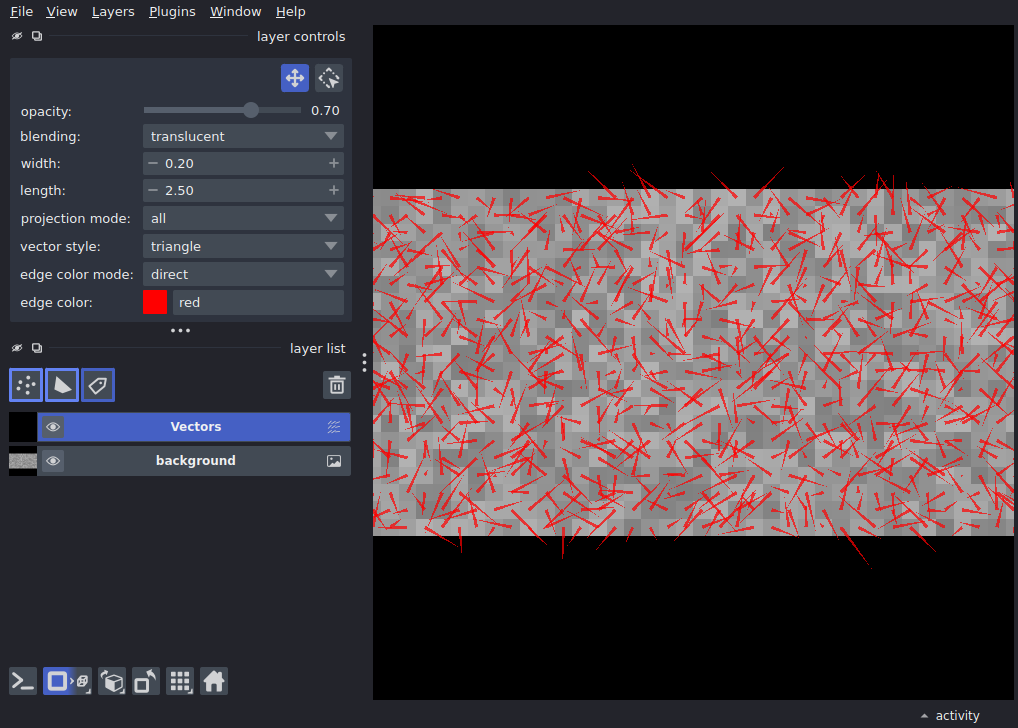 File View Layers Plugins Window Help
layer controls
opacity: 0.70
blending: translucent
width: − 0.20 +
length: − 2.50 +
projection mode: all
vector style: triangle
edge color mode: direct
edge color: red
layer list
Vectors
background
activity